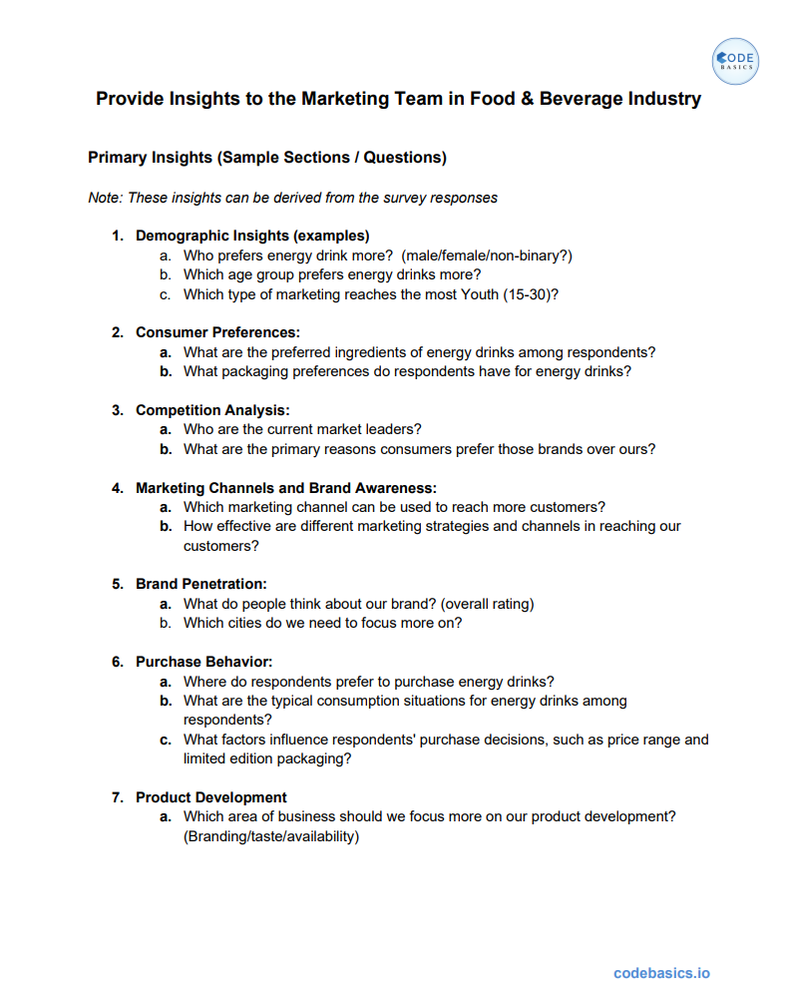 CODE
BASICS
Provide Insights to the Marketing Team in Food & Beverage Industry
Primary Insights (Sample Sections / Questions)
Note: These insights can be derived from the survey responses
1. Demographic Insights (examples)
a. Who prefers energy drink more? (male/female/non-binary?)
b. Which age group prefers energy drinks more?
c. Which type of marketing reaches the most Youth (15-30)?
2. Consumer Preferences:
a. What are the preferred ingredients of energy drinks among respondents?
b. What packaging preferences do respondents have for energy drinks?
3. Competition Analysis:
a. Who are the current market leaders?
b. What are the primary reasons consumers prefer those brands over ours?
4. Marketing Channels and Brand Awareness:
a. Which marketing channel can be used to reach more customers?
b. How effective are different marketing strategies and channels in reaching our
customers?
5. Brand Penetration:
a. What do people think about our brand? (overall rating)
b. Which cities do we need to focus more on?
6. Purchase Behavior:
a. Where do respondents prefer to purchase energy drinks?
b. What are the typical consumption situations for energy drinks among
respondents?
c. What factors influence respondents' purchase decisions, such as price range and
limited edition packaging?
7. Product Development
a. Which area of business should we focus more on our product development?
(Branding/taste/availability)
codebasics.io